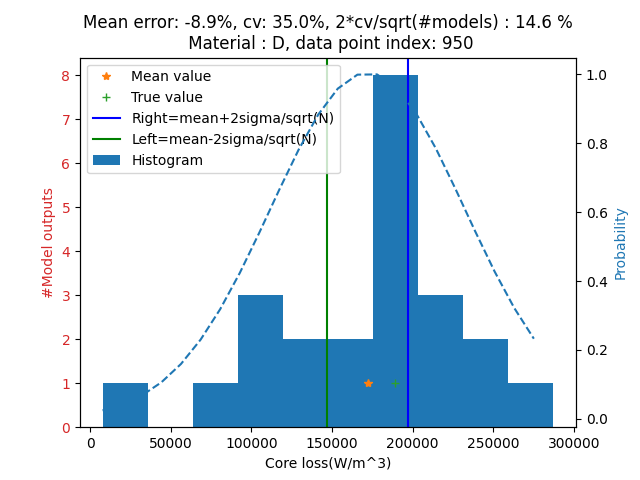 Mean error: -8.9%, cv: 35.0%, 2*cv/sqrt(#models) : 14.6 %
Material : D, data point index: 950
Mean value
True value
Right=mean+2sigma/sqrt(N)
Left=mean-2sigma/sqrt(N)
Histogram
#Model outputs
8
7
6
5
4
3
2
1
0
1.0
0.8
0.6
0.4
0.2
0.0
Probability
0
50000
100000
150000
200000
250000
300000
Core loss(W/m^3)